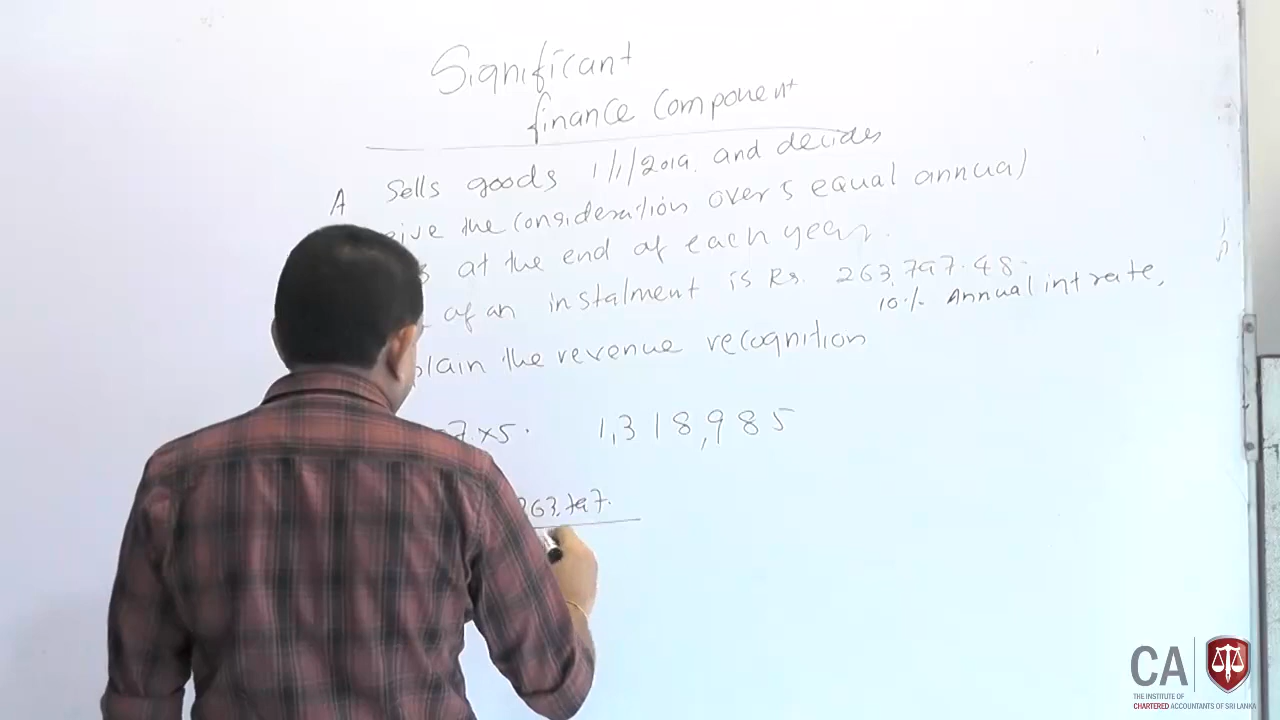 Significant
finance Component
A Sells goods 1/1/2019. and decides
the consideration over 5 equal annual
at the end of each year.
of an instalment is Rs. 263,797.48
10% Annual int rate,
the revenue recognition
7 x5. 1,318,985
263,797.
CA
THE INSTITUTE OF
CHARTERED ACCOUNTANTS OF SRI LANKA